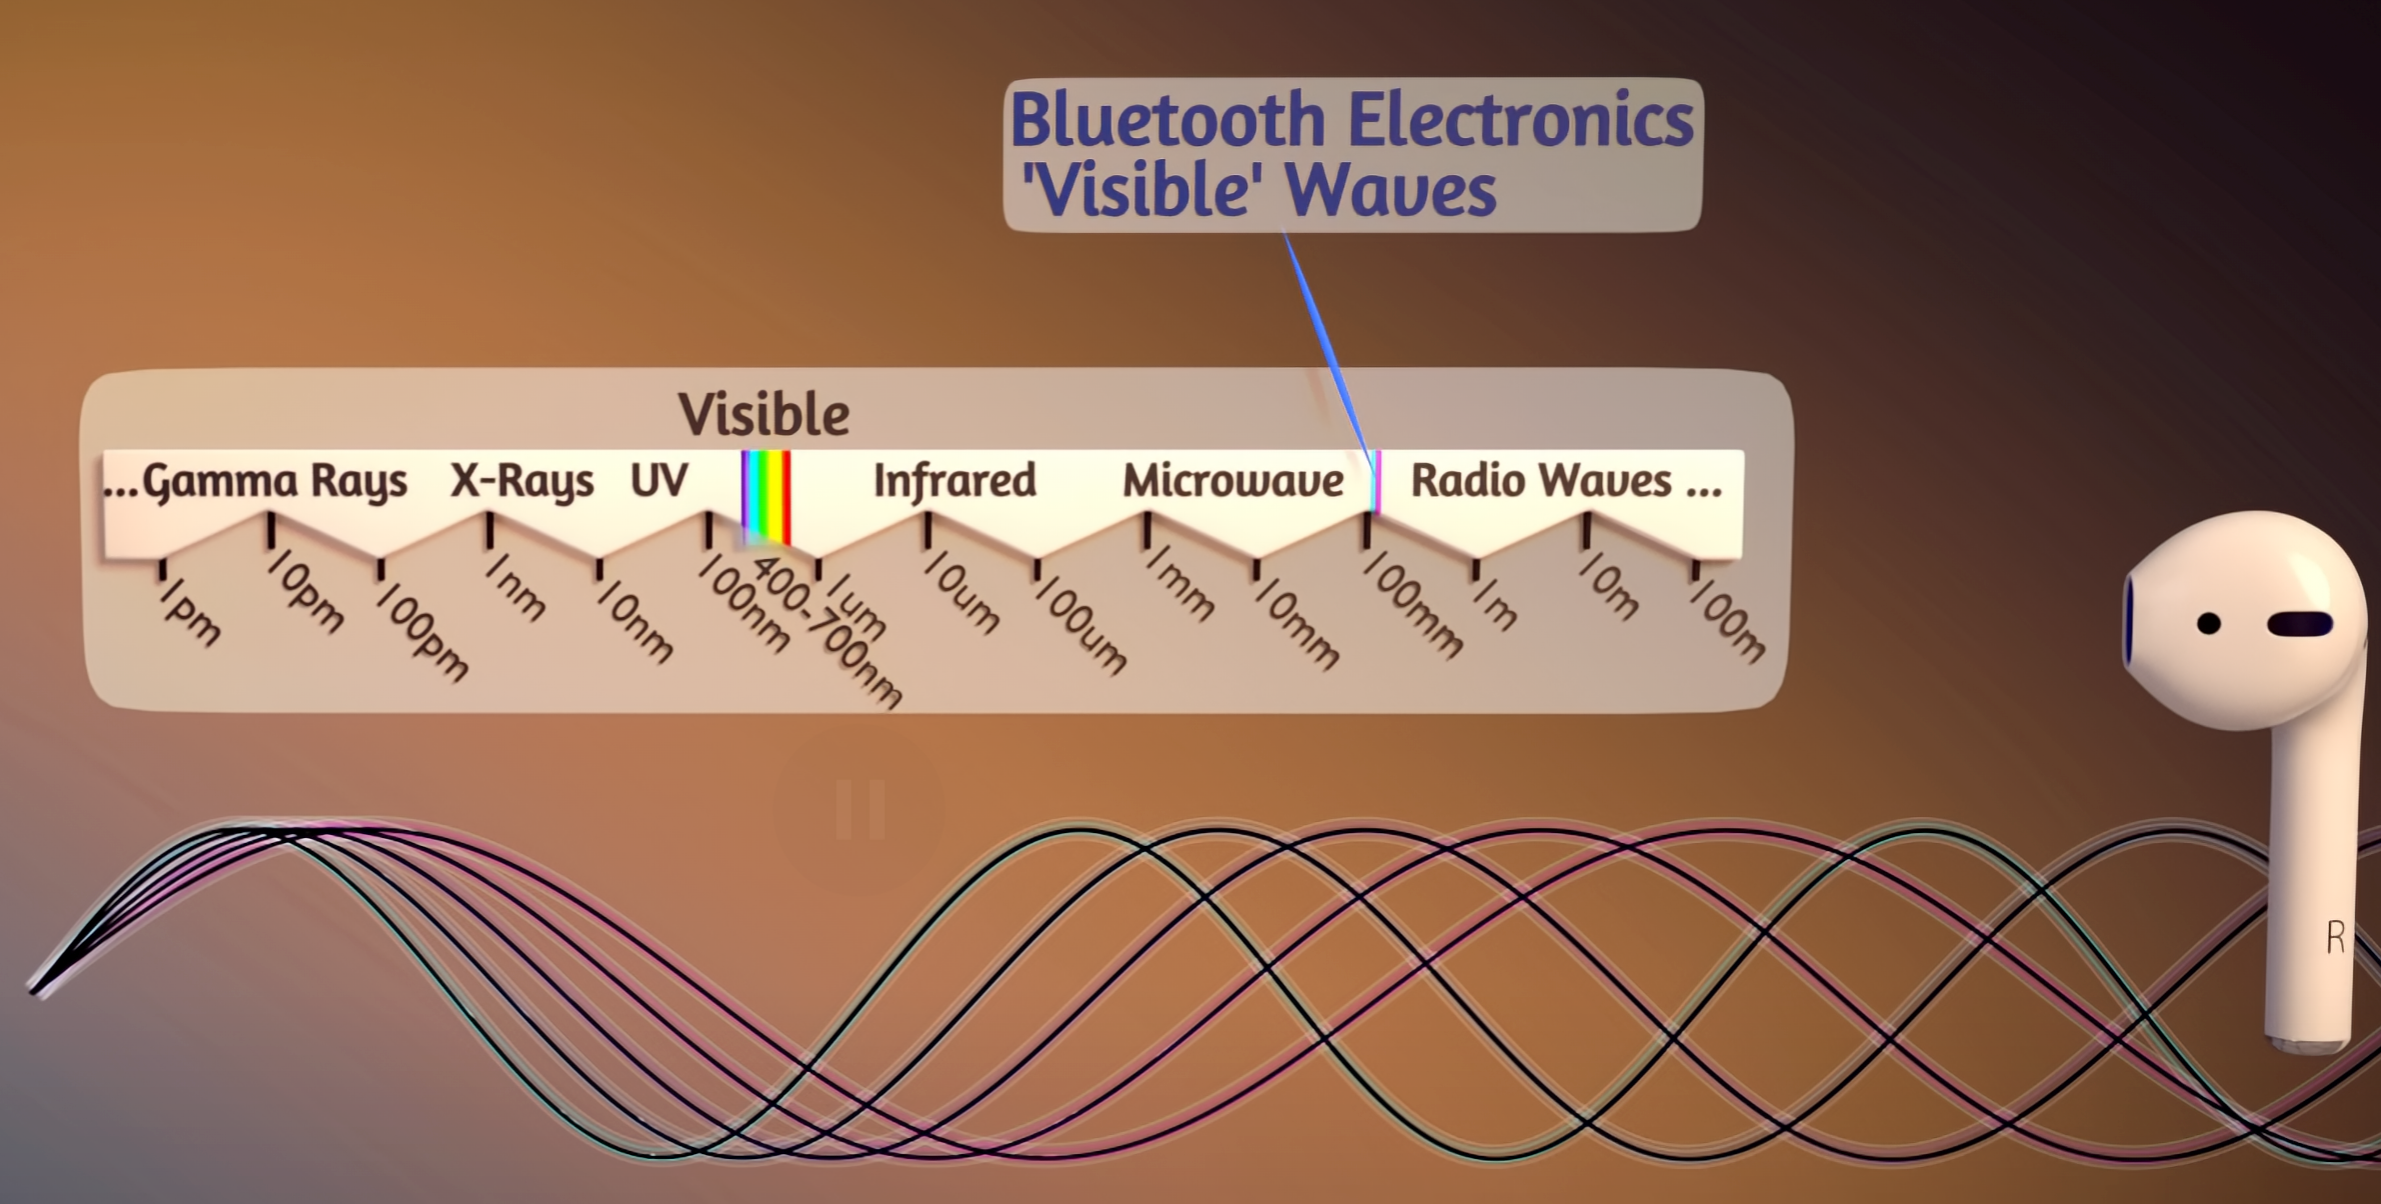 Bluetooth Electronics
'Visible' Waves
Visible
...Gamma Rays X-Rays UV Infrared Microwave Radio Waves ...
1pm 10pm 100pm 1nm 10nm 100nm 400-700nm 1um 10um 100um 1mm 10mm 100mm 1m 10m 100m
R